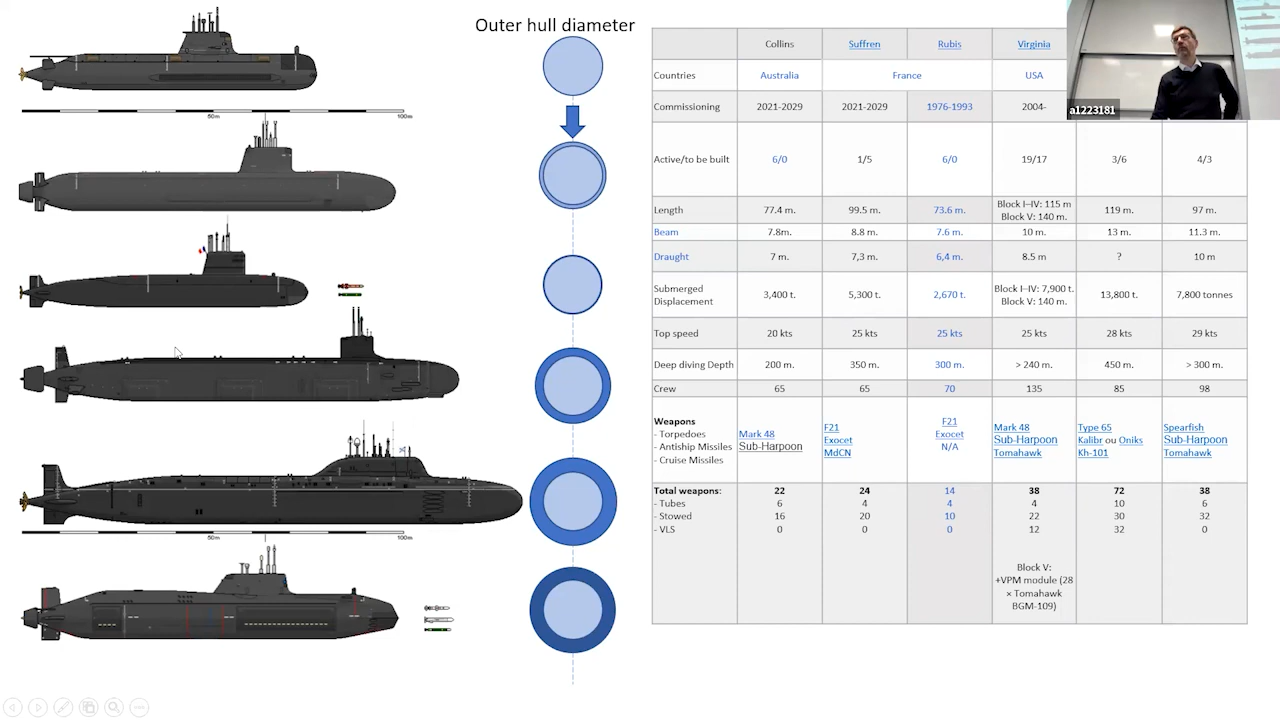 Outer hull diameter
50m 100m
50m 100m
Collins Suffren Rubis Virginia
Countries Australia France USA
Commissioning 2021-2029 2021-2029 1976-1993 2004-
Active/to be built 6/0 1/5 6/0 19/17 3/6 4/3
Length 77.4 m. 99.5 m. 73.6 m. Block I–IV: 115 m 119 m. 97 m.
Block V: 140 m.
Beam 7.8m. 8.8 m. 7.6 m. 10 m. 13 m. 11.3 m.
Draught 7 m. 7,3 m. 6,4 m. 8.5 m ? 10 m
Submerged Displacement 3,400 t. 5,300 t. 2,670 t. Block I–IV: 7,900 t. 13,800 t. 7,800 tonnes
Block V: 140 m.
Top speed 20 kts 25 kts 25 kts 25 kts 28 kts 29 kts
Deep diving Depth 200 m. 350 m. 300 m. > 240 m. 450 m. > 300 m.
Crew 65 65 70 135 85 98
Weapons
- Torpedoes Mark 48 F21 F21 Mark 48 Type 65 Spearfish
- Antiship Missiles Sub-Harpoon Exocet Exocet Sub-Harpoon Kalibr ou Oniks Sub-Harpoon
- Cruise Missiles MdCN N/A Tomahawk Kh-101 Tomahawk
Total weapons: 22 24 14 38 72 38
- Tubes 6 4 4 4 10 6
- Stowed 16 20 10 22 30 32
- VLS 0 0 0 12 32 0
Block V:
+VPM module (28
× Tomahawk
BGM-109)
a1223181